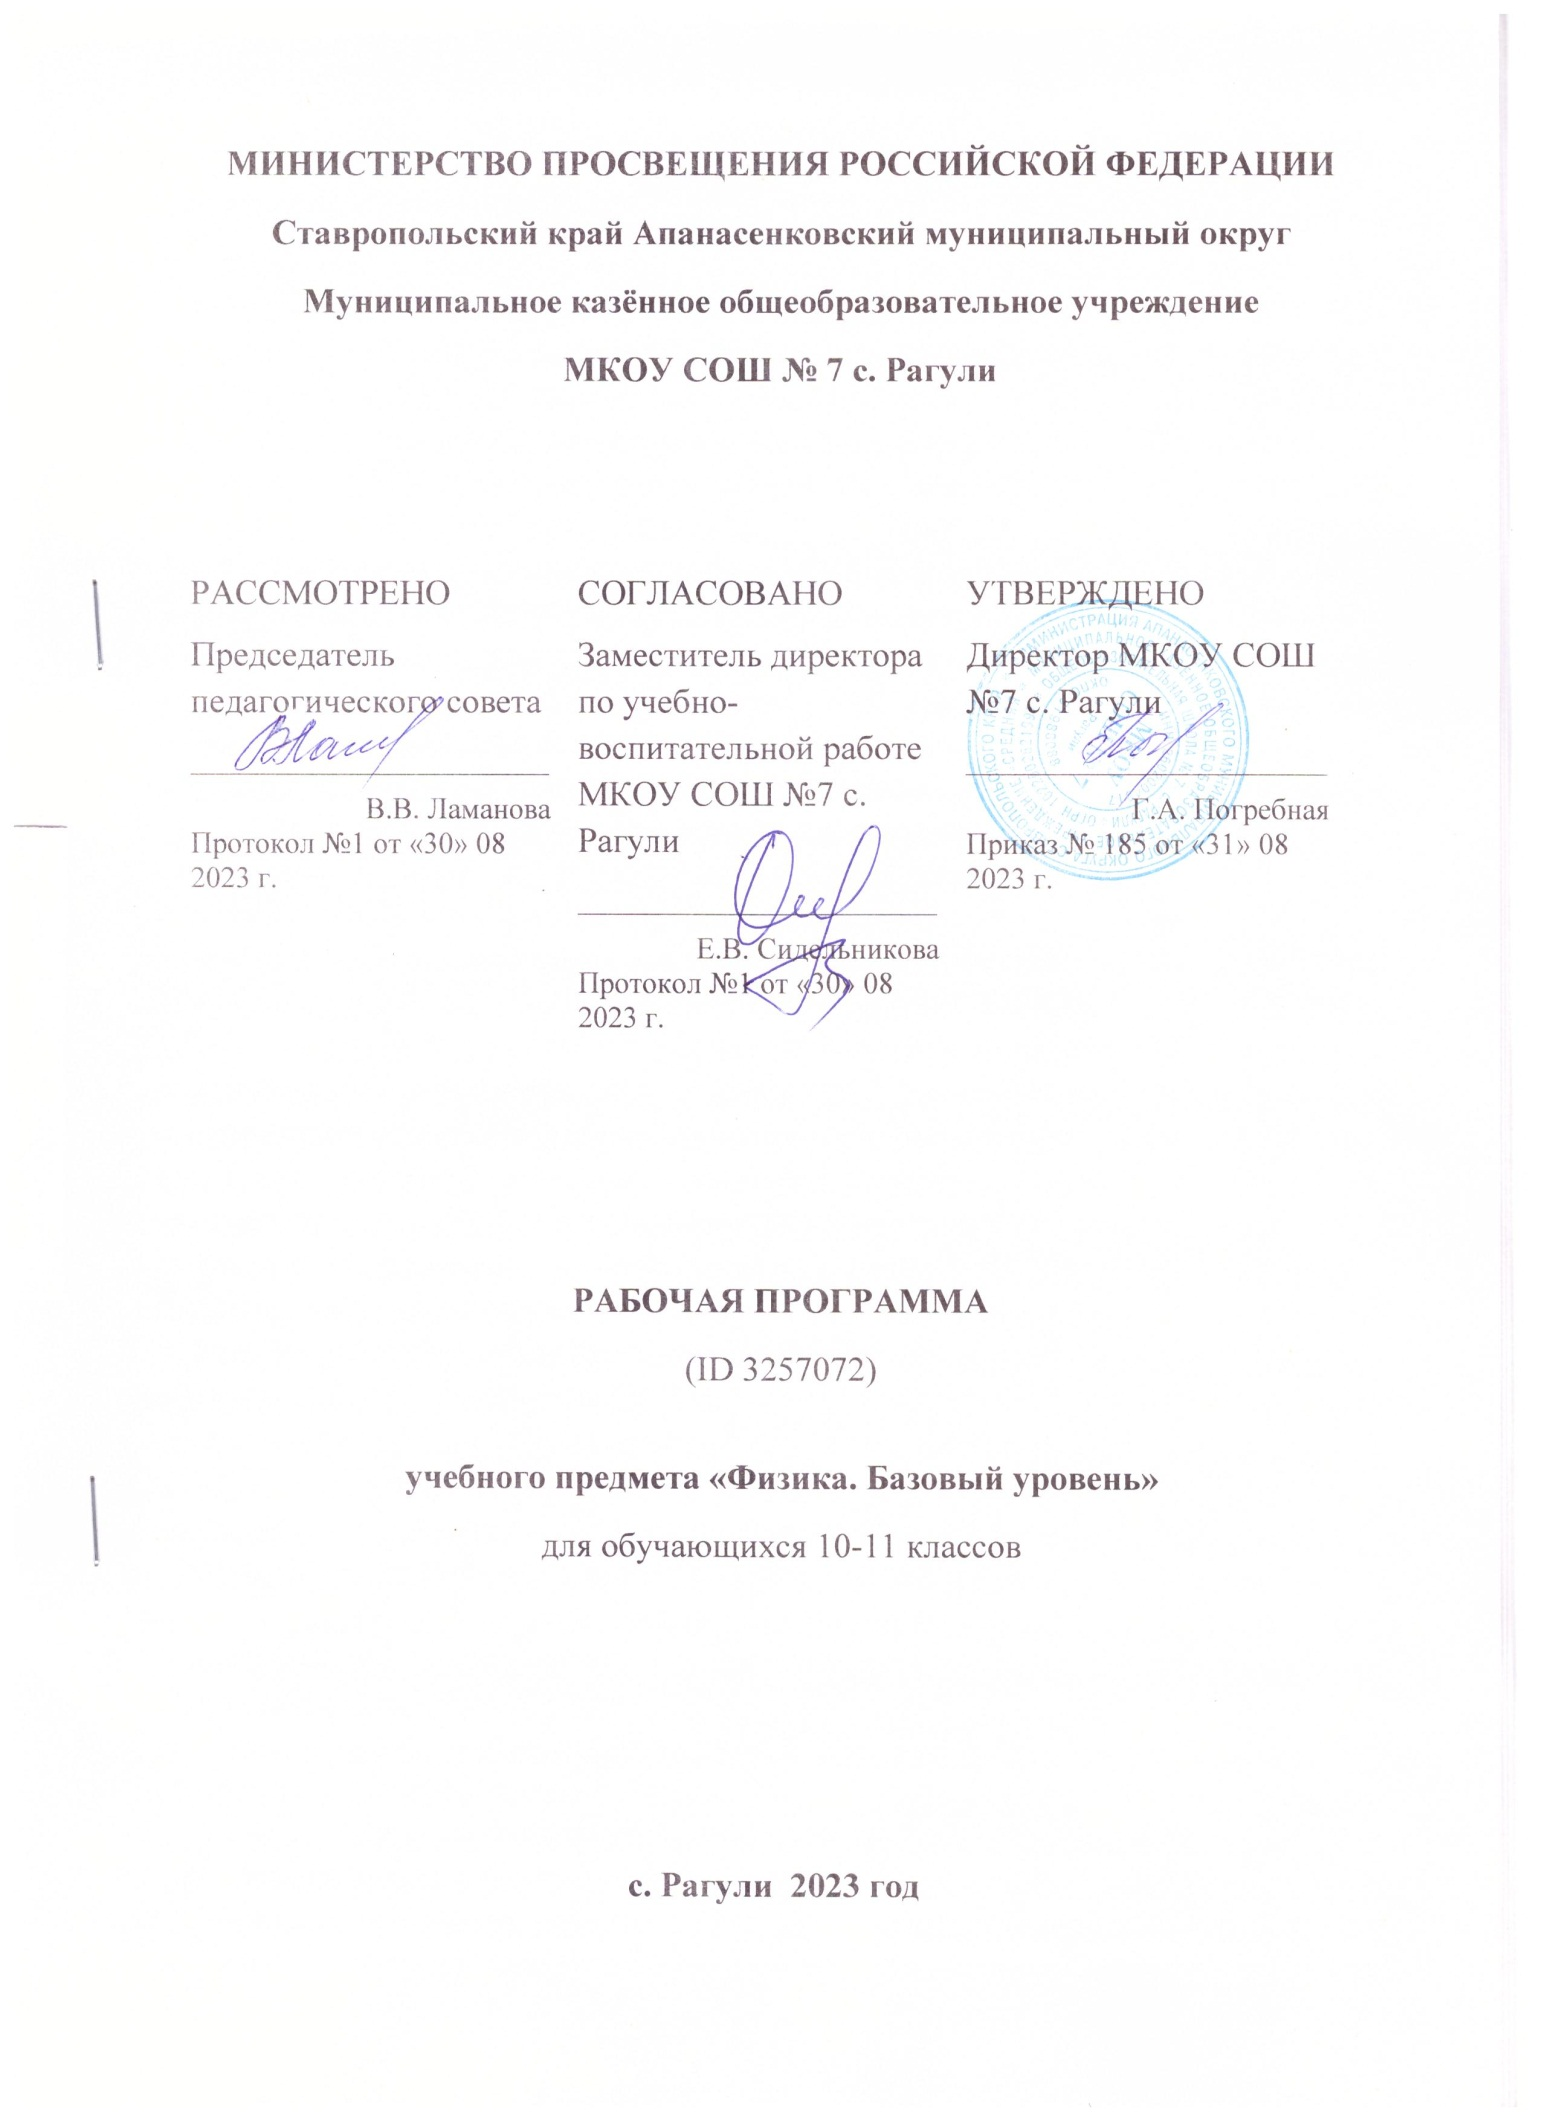 МИНИСТЕРСТВО ПРОСВЕЩЕНИЯ РОССИЙСКОЙ ФЕДЕРАЦИИ
Ставропольский край Апанасенковский муниципальный округ
Муниципальное казённое общеобразовательное учреждение
МКОУ СОШ № 7 с. Рагули
РАССМОТРЕНО
Председатель
педагогического совета
В.В. Ламанова
Протокол №1 от «30» 08
2023 г.
СОГЛАСОВАНО
Заместитель директора
по учебно-
воспитательной работе
МКОУ СОШ №7 с.
Рагули
Е.В. Сидельникова
Протокол №1 от «30» 08
2023 г.
УТВЕРЖДЕНО
Директор МКОУ СОШ
№7 с. Рагули
Г.А. Погребная
Приказ № 185 от «31» 08
2023 г.
РАБОЧАЯ ПРОГРАММА
(ID 3257072)
учебного предмета «Физика. Базовый уровень»
для обучающихся 10-11 классов
с. Рагули 2023 год